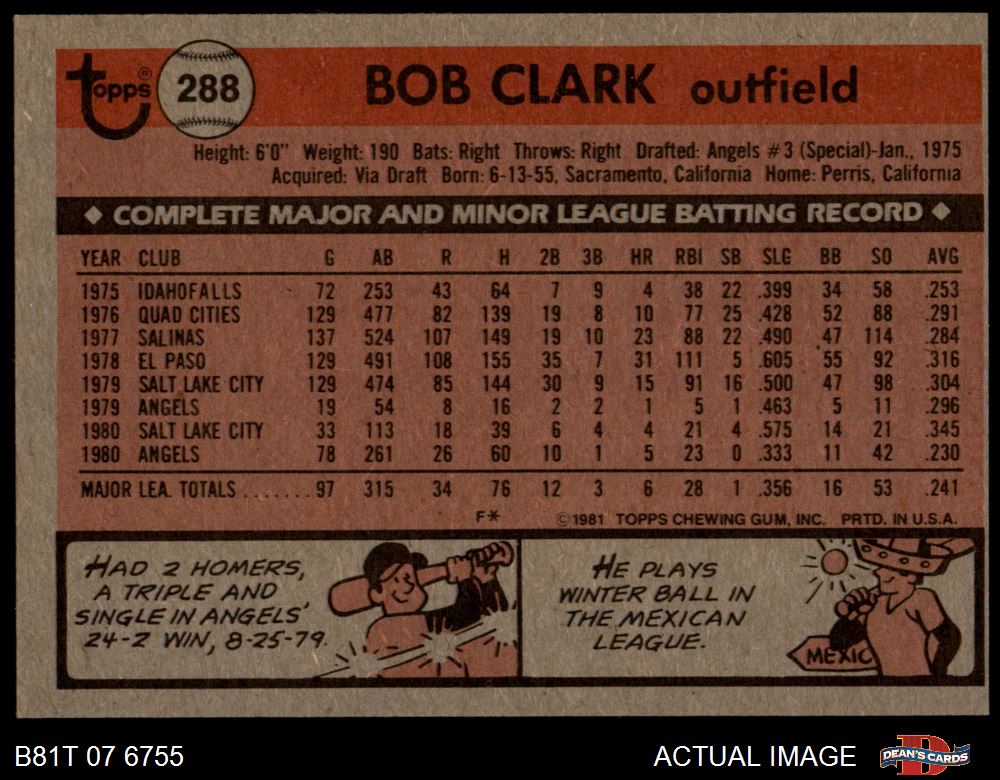 topps® 288 BOB CLARK outfield
Height: 6'0" Weight: 190 Bats: Right Throws: Right Drafted: Angels #3 (Special)-Jan., 1975
Acquired: Via Draft Born: 6-13-55, Sacramento, California Home: Perris, California
◆ COMPLETE MAJOR AND MINOR LEAGUE BATTING RECORD ◆
YEAR CLUB G AB R H 2B 3B HR RBI SB SLG BB SO AVG
1975 IDAHOFALLS 72 253 43 64 7 9 4 38 22 .399 34 58 .253
1976 QUAD CITIES 129 477 82 139 19 8 10 77 25 .428 52 88 .291
1977 SALINAS 137 524 107 149 19 10 23 88 22 .490 47 114 .284
1978 EL PASO 129 491 108 155 35 7 31 111 5 .605 55 92 .316
1979 SALT LAKE CITY 129 474 85 144 30 9 15 91 16 .500 47 98 .304
1979 ANGELS 19 54 8 16 2 2 1 5 1 .463 5 11 .296
1980 SALT LAKE CITY 33 113 18 39 6 4 4 21 4 .575 14 21 .345
1980 ANGELS 78 261 26 60 10 1 5 23 0 .333 11 42 .230
MAJOR LEA. TOTALS .......97 315 34 76 12 3 6 28 1 .356 16 53 .241
F* ©1981 TOPPS CHEWING GUM, INC. PRTD. IN U.S.A.
HAD 2 HOMERS,
A TRIPLE AND
SINGLE IN ANGELS'
24-2 WIN, 8-25-79.
HE PLAYS
WINTER BALL IN
THE MEXICAN
LEAGUE.
MEXIC
B81T 07 6755 ACTUAL IMAGE DEAN'S CARDS